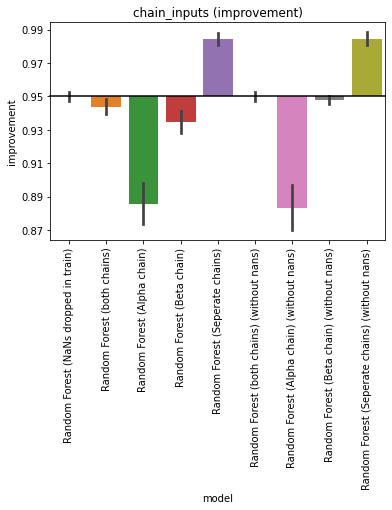 chain_inputs (improvement)
0.99
0.97
0.95
0.93
0.91
0.89
0.87
improvement
Random Forest (NaNs dropped in train)
Random Forest (both chains)
Random Forest (Alpha chain)
Random Forest (Beta chain)
Random Forest (Seperate chains)
Random Forest (both chains) (without nans)
Random Forest (Alpha chain) (without nans)
Random Forest (Beta chain) (without nans)
Random Forest (Seperate chains) (without nans)
model